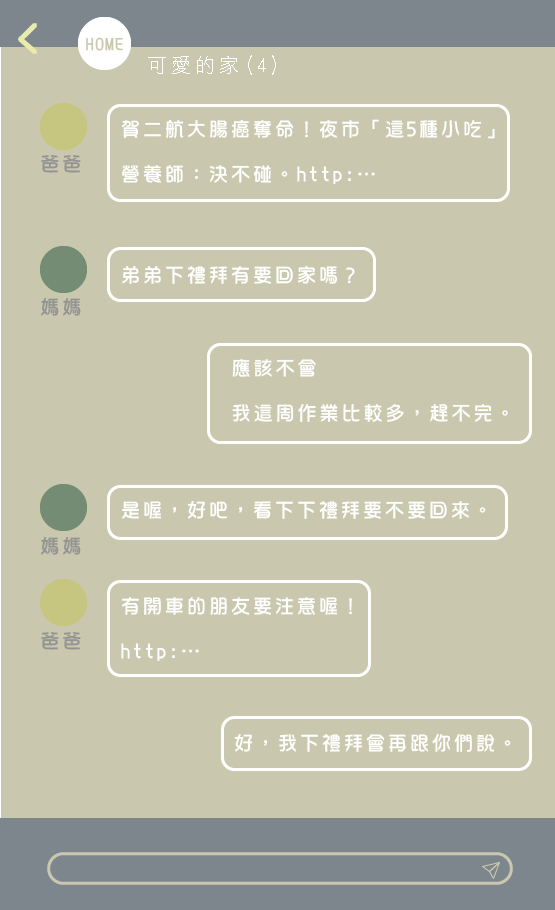 HOME
可愛的家(4)
賀二航大腸癌奪命！夜市「這5種小吃」
營養師：決不碰。http:…
爸爸
弟弟下禮拜有要回家嗎？
媽媽
應該不會
我這周作業比較多，趕不完。
是喔，好吧，看下下禮拜要不要回來。
媽媽
有開車的朋友要注意喔！
http:…
爸爸
好，我下禮拜會再跟你們說。